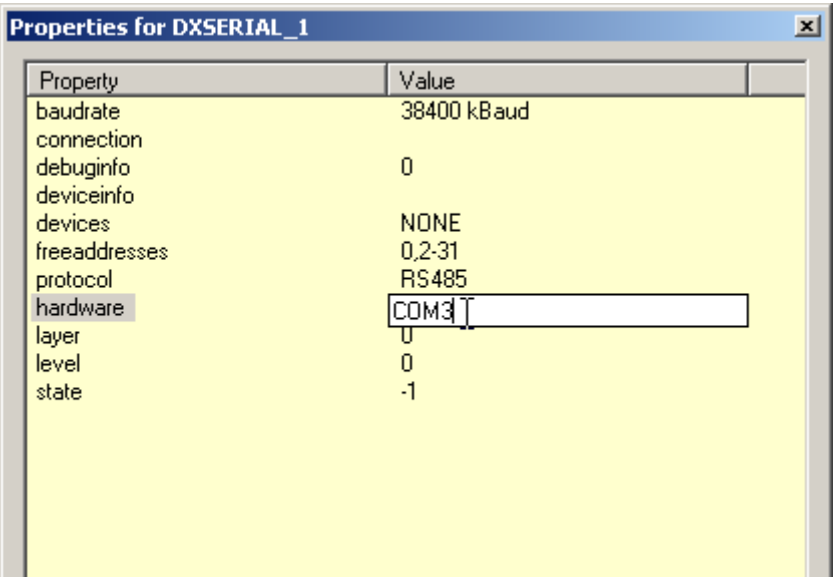 Properties for DXSERIAL_1
Property Value
baudrate 38400 kBaud
connection
debuginfo 0
deviceinfo
devices NONE
freeaddresses 0,2-31
protocol RS485
hardware COM3
layer 0
level 0
state -1